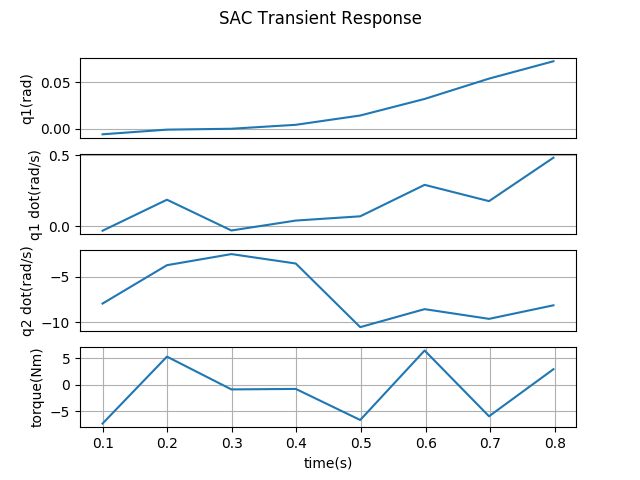 SAC Transient Response
q1(rad)
0.05
0.00
q1 dot(rad/s)
0.5
0.0
q2 dot(rad/s)
−5
−10
torque(Nm)
5
0
−5
0.1 0.2 0.3 0.4 0.5 0.6 0.7 0.8
time(s)